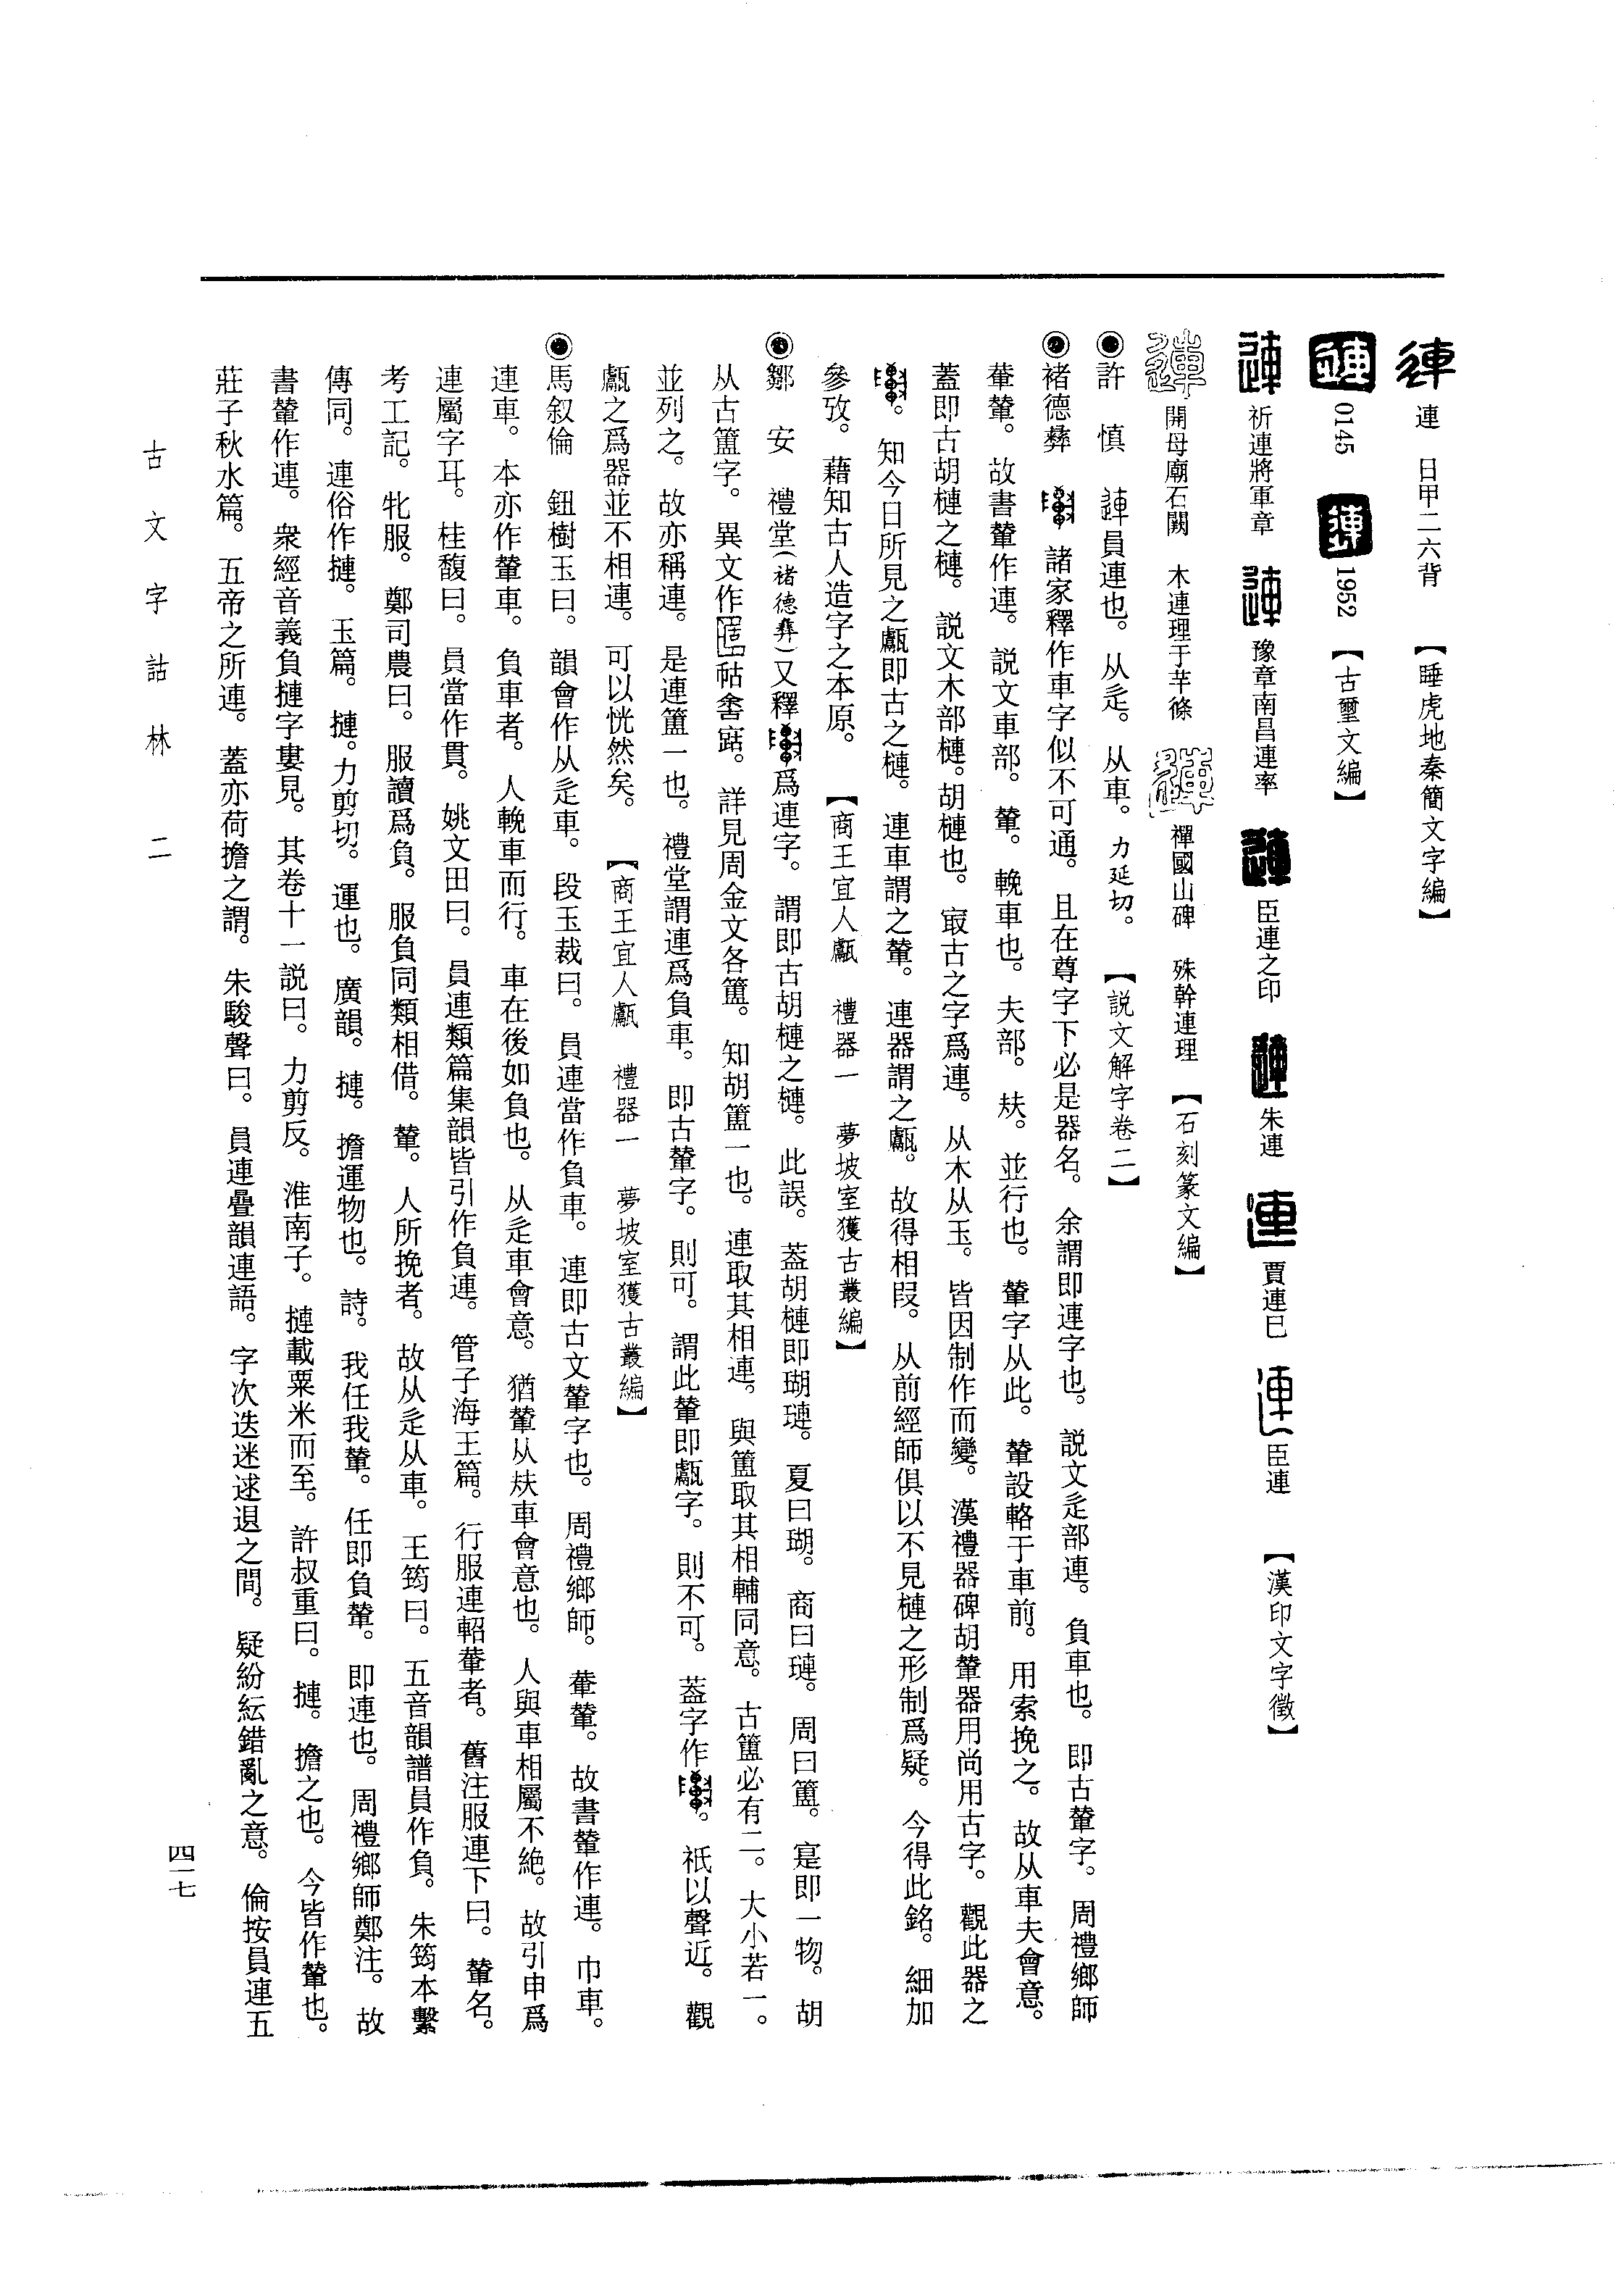 連　日甲二六背　【睡虎地秦簡文字編】
0145　1952　【古璽文編】
祈連將軍章　豫章南昌連率　臣連之印　朱連　賈連已　臣連　【漢印文字徵】
開母廟石闕　木連理于芊條　禪國山碑　殊幹連理　【石刻篆文編】
◉許　慎　員連也。从辵。从車。力延切。　【説文解字卷二】
◉褚德彝　諸家釋作車字似不可通。且在尊字下必是器名。余謂即連字也。説文辵部連。負車也。即古輦字。周禮鄉師
輂輦。故書輦作連。説文車部。輦。輓車也。夫部。㚘。並行也。輦字从此。輦設輅于車前。用索挽之。故从車夫會意。
蓋即古胡槤之槤。説文木部槤。胡槤也。㝡古之字爲連。从木从玉。皆因制作而變。漢禮器碑胡輦器用尚用古字。觀此器之
。知今日所見之甗即古之槤。連車謂之輦。連器謂之甗。故得相叚。从前經師俱以不見槤之形制爲疑。今得此銘。細加
參攷。藉知古人造字之本原。　【商王宜人甗　禮器一　夢坡室獲古叢編】
◉鄒　安　禮堂(褚德彝)又釋爲連字。謂即古胡槤之槤。此誤。葢胡槤即瑚璉。夏曰瑚。商曰璉。周曰簠。寔即一物。胡
从古簠字。異文作祜。詳見周金文各簠。知胡簠一也。連取其相連。與簠取其相輔同意。古簠必有二。大小若一。
並列之。故亦稱連。是連簠一也。禮堂謂連爲負車。即古輦字。則可。謂此輦即甗字。則不可。葢字作。祇以聲近。觀
甗之爲器並不相連。可以恍然矣。　【商王宜人甗　禮器一　夢坡室獲古叢編】
◉馬叙倫　鈕樹玉曰。韻會作从辵車。段玉裁曰。員連當作負車。連即古文輦字也。周禮鄉師。輂輦。故書輦作連。巾車。
連車。本亦作輦車。負車者。人輓車而行。車在後如負也。从辵車會意。猶輦从㚘車會意也。人與車相屬不絶。故引申爲
連屬字耳。桂馥曰。員當作貫。姚文田曰。員連類篇集韻皆引作負連。管子海王篇。行服連軺輂者。舊注服連下曰。輦名。
考工記。牝服。鄭司農曰。服讀爲負。服負同類相借。輦。人所挽者。故从辵从車。王筠曰。五音韻譜員作負。朱筠本繫
傳同。連俗作摙。玉篇。摙。力剪切。運也。廣韻。摙。擔運物也。詩。我任我輦。任即負輦。即連也。周禮鄉師鄭注。故
書輦作連。衆經音義負摙字婁見。其卷十一説曰。力剪反。淮南子。摙載粟米而至。許叔重曰。摙。擔之也。今皆作輦也。
莊子秋水篇。五帝之所連。蓋亦荷擔之謂。朱駿聲曰。員連疊韻連語。字次迭迷逑退之間。疑紛紜錯亂之意。倫按員連五
古文字詁林　二
四一七